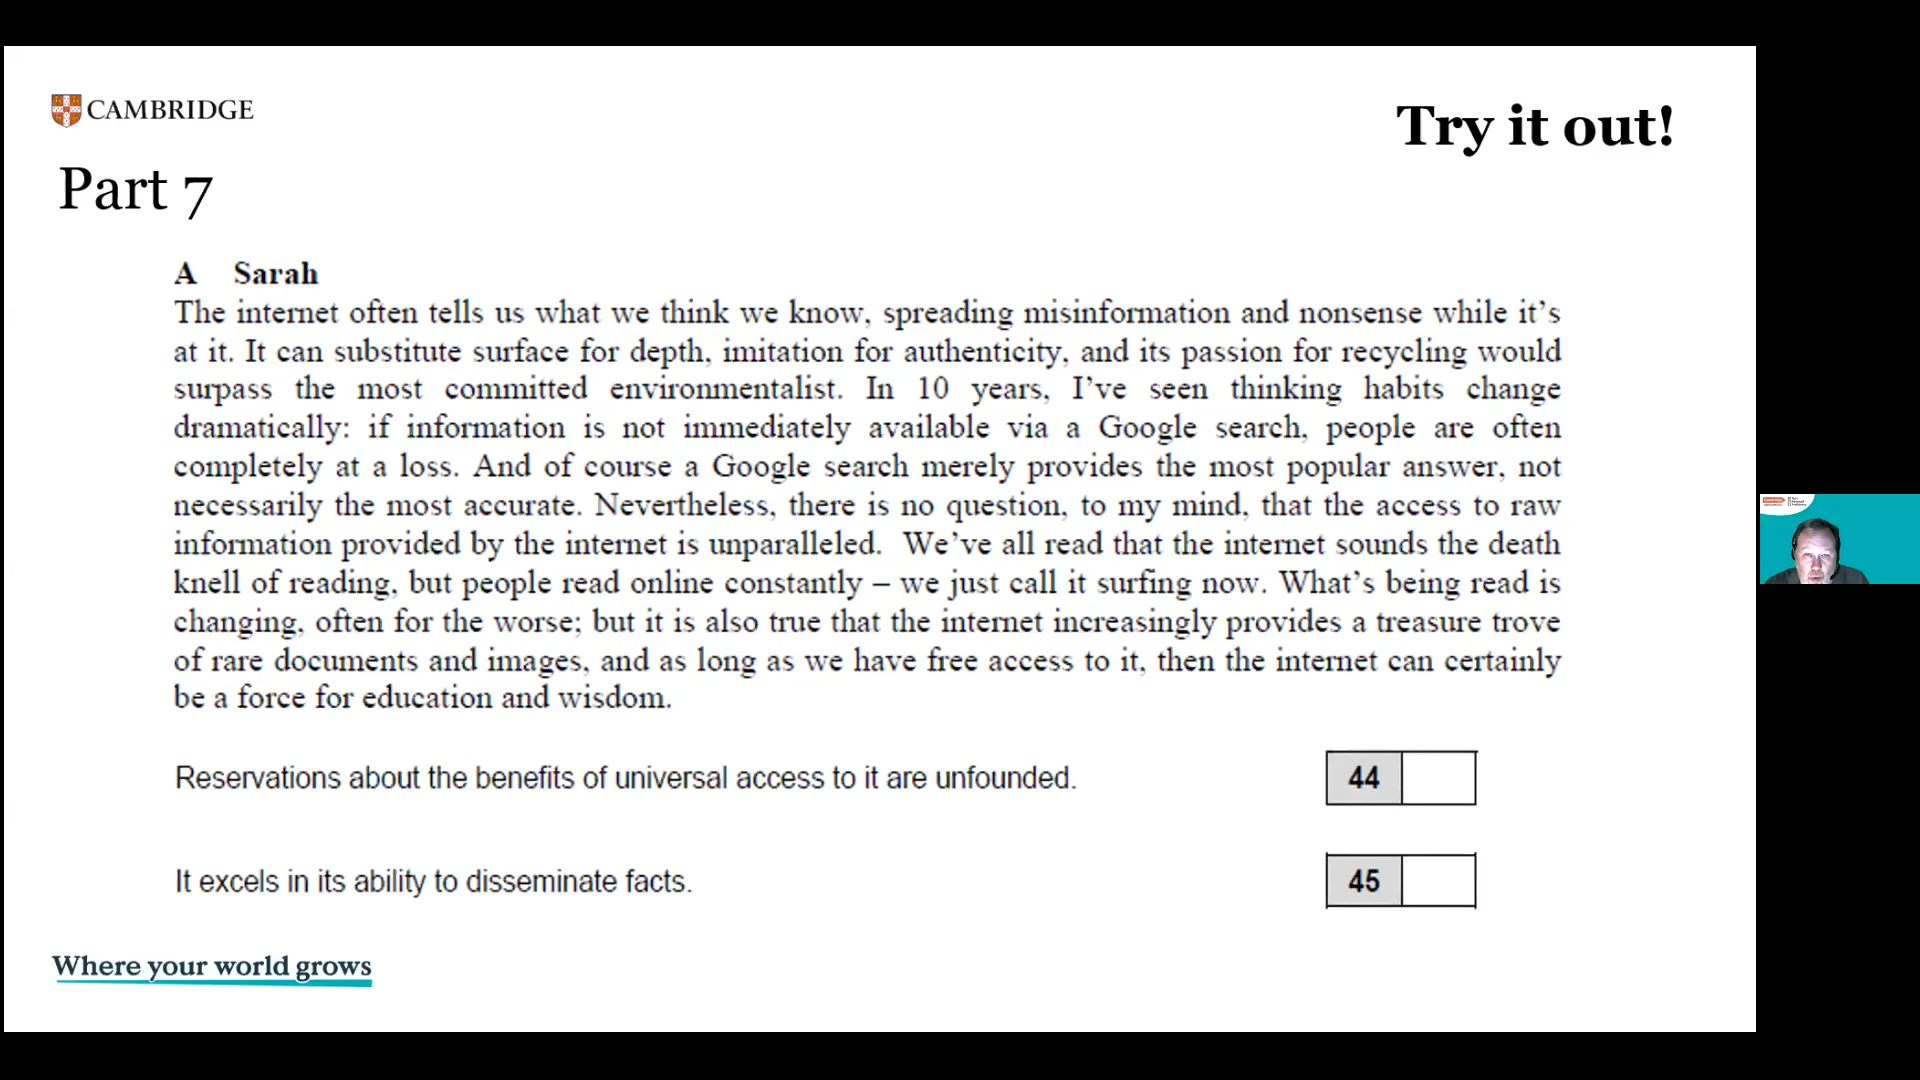 CAMBRIDGE
Try it out!
Part 7
A Sarah
The internet often tells us what we think we know, spreading misinformation and nonsense while it's
at it. It can substitute surface for depth, imitation for authenticity, and its passion for recycling would
surpass the most committed environmentalist. In 10 years, I've seen thinking habits change
dramatically: if information is not immediately available via a Google search, people are often
completely at a loss. And of course a Google search merely provides the most popular answer, not
necessarily the most accurate. Nevertheless, there is no question, to my mind, that the access to raw
information provided by the internet is unparalleled. We've all read that the internet sounds the death
knell of reading, but people read online constantly – we just call it surfing now. What's being read is
changing, often for the worse; but it is also true that the internet increasingly provides a treasure trove
of rare documents and images, and as long as we have free access to it, then the internet can certainly
be a force for education and wisdom.
Reservations about the benefits of universal access to it are unfounded.
44
It excels in its ability to disseminate facts.
45
Where your world grows